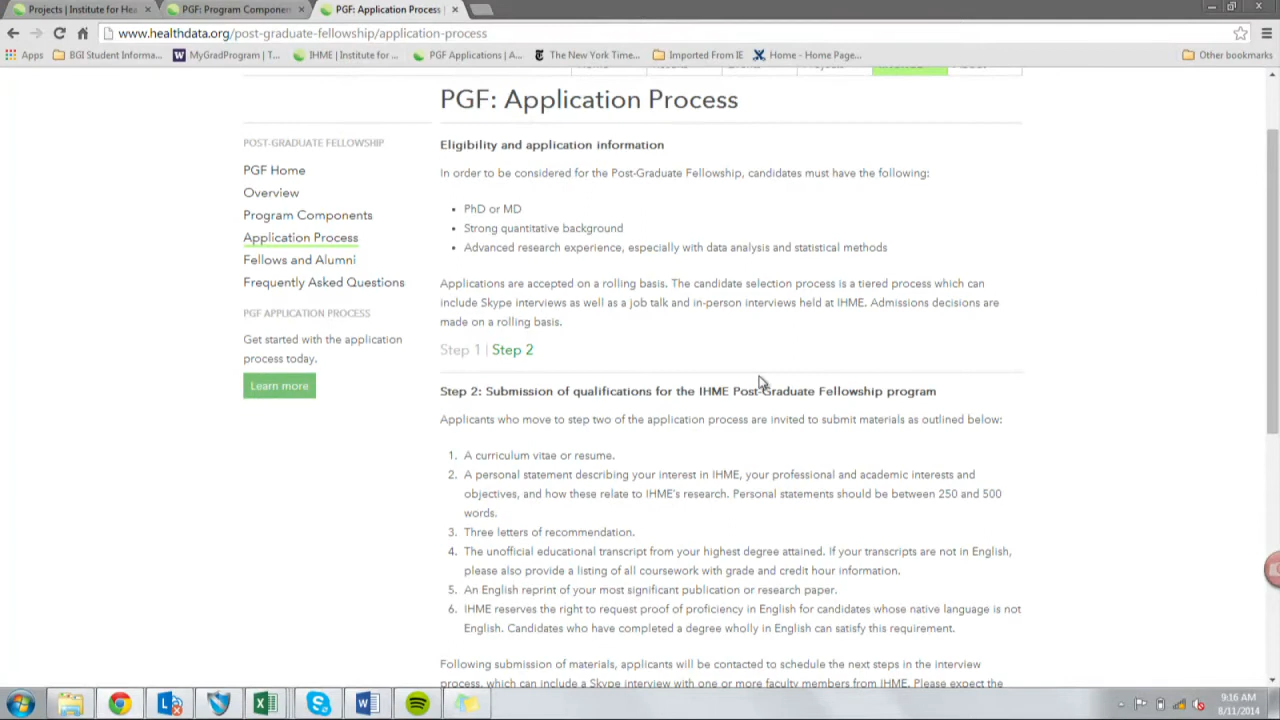 Projects | Institute for Hea
PGF: Program Componen
PGF: Application Process
www.healthdata.org/post-graduate-fellowship/application-process
Apps
BGI Student Informa...
MyGradProgram | T...
IHME | Institute for ...
PGF Applications | A...
The New York Time...
Imported From IE
Home - Home Page...
Other bookmarks
PGF: Application Process
POST-GRADUATE FELLOWSHIP
PGF Home
Overview
Program Components
Application Process
Fellows and Alumni
Frequently Asked Questions
PGF APPLICATION PROCESS
Get started with the application
process today.
Learn more
Eligibility and application information
In order to be considered for the Post-Graduate Fellowship, candidates must have the following:
• PhD or MD
• Strong quantitative background
• Advanced research experience, especially with data analysis and statistical methods
Applications are accepted on a rolling basis. The candidate selection process is a tiered process which can
include Skype interviews as well as a job talk and in-person interviews held at IHME. Admissions decisions are
made on a rolling basis.
Step 1 | Step 2
Step 2: Submission of qualifications for the IHME Post-Graduate Fellowship program
Applicants who move to step two of the application process are invited to submit materials as outlined below:
1. A curriculum vitae or resume.
2. A personal statement describing your interest in IHME, your professional and academic interests and
objectives, and how these relate to IHME's research. Personal statements should be between 250 and 500
words.
3. Three letters of recommendation.
4. The unofficial educational transcript from your highest degree attained. If your transcripts are not in English,
please also provide a listing of all coursework with grade and credit hour information.
5. An English reprint of your most significant publication or research paper.
6. IHME reserves the right to request proof of proficiency in English for candidates whose native language is not
English. Candidates who have completed a degree wholly in English can satisfy this requirement.
Following submission of materials, applicants will be contacted to schedule the next steps in the interview
process, which can include a Skype interview with one or more faculty members from IHME. Please expect the
9:16 AM
8/11/2014